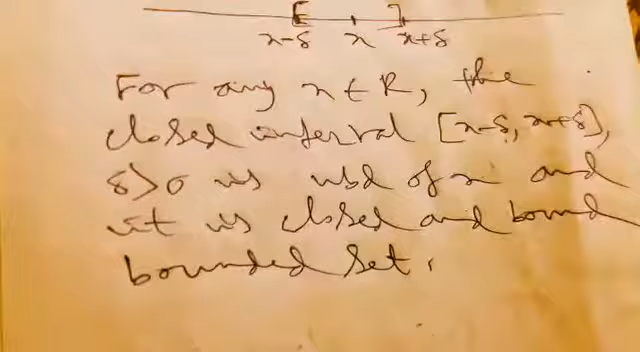 [ ]
x-δ x x+δ
For any x ∈ R, the
closed interval [x-δ, x+δ],
δ>0 is nbd of x and
it is closed and bound
bounded set.